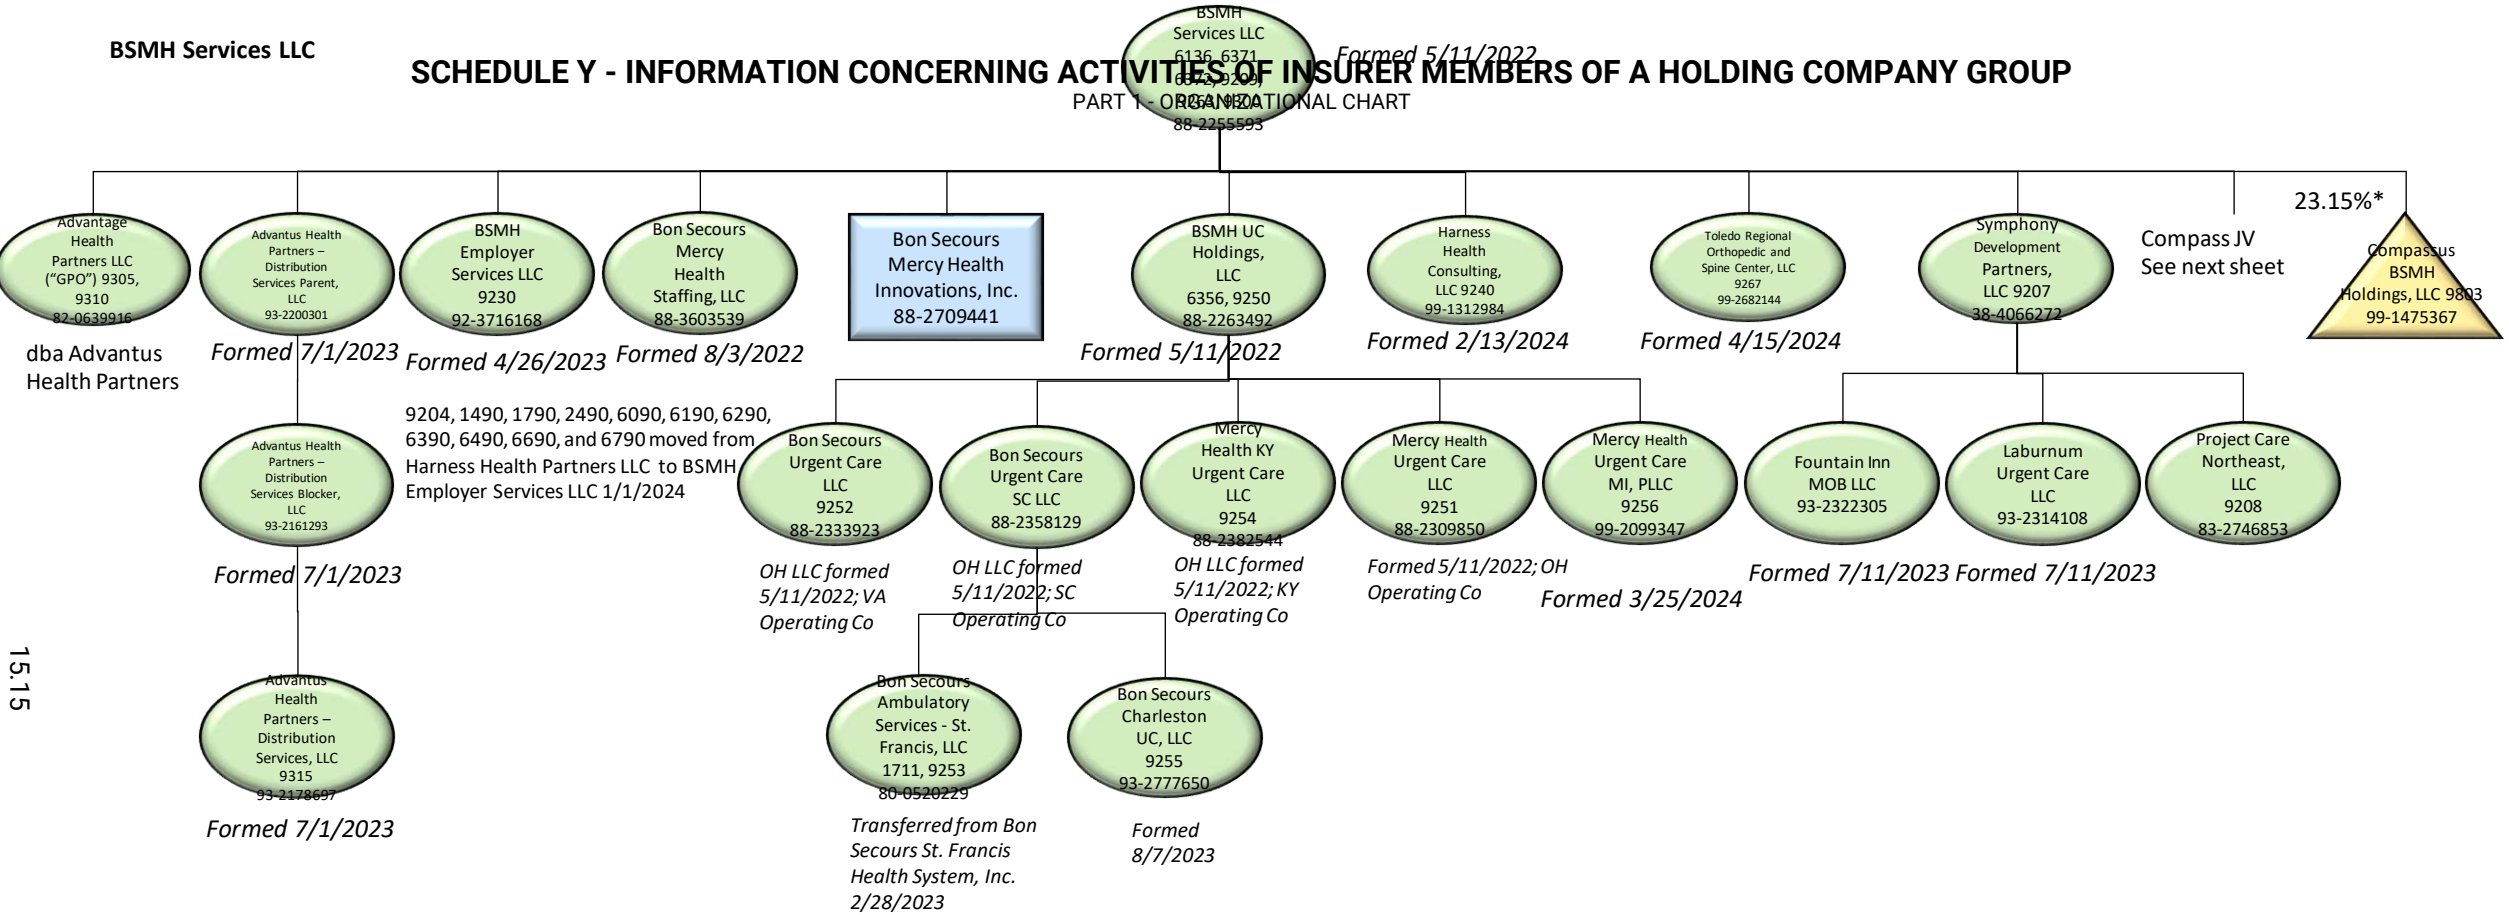 BSMH Services LLC
SCHEDULE Y - INFORMATION CONCERNING ACTIVITIES OF INSURER MEMBERS OF A HOLDING COMPANY GROUP
PART 1 - ORGANIZATIONAL CHART
BSMH
Services LLC
6136, 6371,
88-2255593
Formed 5/11/2022
Advantage
Health
Partners LLC
("GPO") 9305,
9310
82-0639916
dba Advantus
Health Partners
Advantus Health
Partners –
Distribution
Services Parent,
LLC
93-2200301
Formed 7/1/2023
BSMH
Employer
Services LLC
9230
92-3716168
Formed 4/26/2023
Bon Secours
Mercy
Health
Staffing, LLC
88-3603539
Formed 8/3/2022
Bon Secours
Mercy Health
Innovations, Inc.
88-2709441
BSMH UC
Holdings,
LLC
6356, 9250
88-2263492
Formed 5/11/2022
Harness
Health
Consulting,
LLC 9240
99-1312984
Formed 2/13/2024
Toledo Regional
Orthopedic and
Spine Center, LLC
9267
99-2682144
Formed 4/15/2024
Symphony
Development
Partners,
LLC 9207
38-4066272
Compass JV
See next sheet
23.15%*
Compassus
BSMH
Holdings, LLC 9803
99-1475367
9204, 1490, 1790, 2490, 6090, 6190, 6290,
6390, 6490, 6690, and 6790 moved from
Harness Health Partners LLC to BSMH
Employer Services LLC 1/1/2024
Advantus Health
Partners –
Distribution
Services Blocker,
LLC
93-2161293
Formed 7/1/2023
Bon Secours
Urgent Care
LLC
9252
88-2333923
OH LLC formed
5/11/2022; VA
Operating Co
Bon Secours
Urgent Care
SC LLC
88-2358129
OH LLC formed
5/11/2022; SC
Operating Co
Mercy
Health KY
Urgent Care
LLC
9254
88-2382544
OH LLC formed
5/11/2022; KY
Operating Co
Mercy Health
Urgent Care
LLC
9251
88-2309850
Formed 5/11/2022; OH
Operating Co
Mercy Health
Urgent Care
MI, PLLC
9256
99-2099347
Formed 3/25/2024
Fountain Inn
MOB LLC
93-2322305
Formed 7/11/2023
Laburnum
Urgent Care
LLC
93-2314108
Formed 7/11/2023
Project Care
Northeast,
LLC
9208
83-2746853
Advantus
Health
Partners –
Distribution
Services, LLC
9315
93-2178697
Formed 7/1/2023
Bon Secours
Ambulatory
Services - St.
Francis, LLC
1711, 9253
80-0520229
Transferred from Bon
Secours St. Francis
Health System, Inc.
2/28/2023
Bon Secours
Charleston
UC, LLC
9255
93-2777650
Formed
8/7/2023
15.15